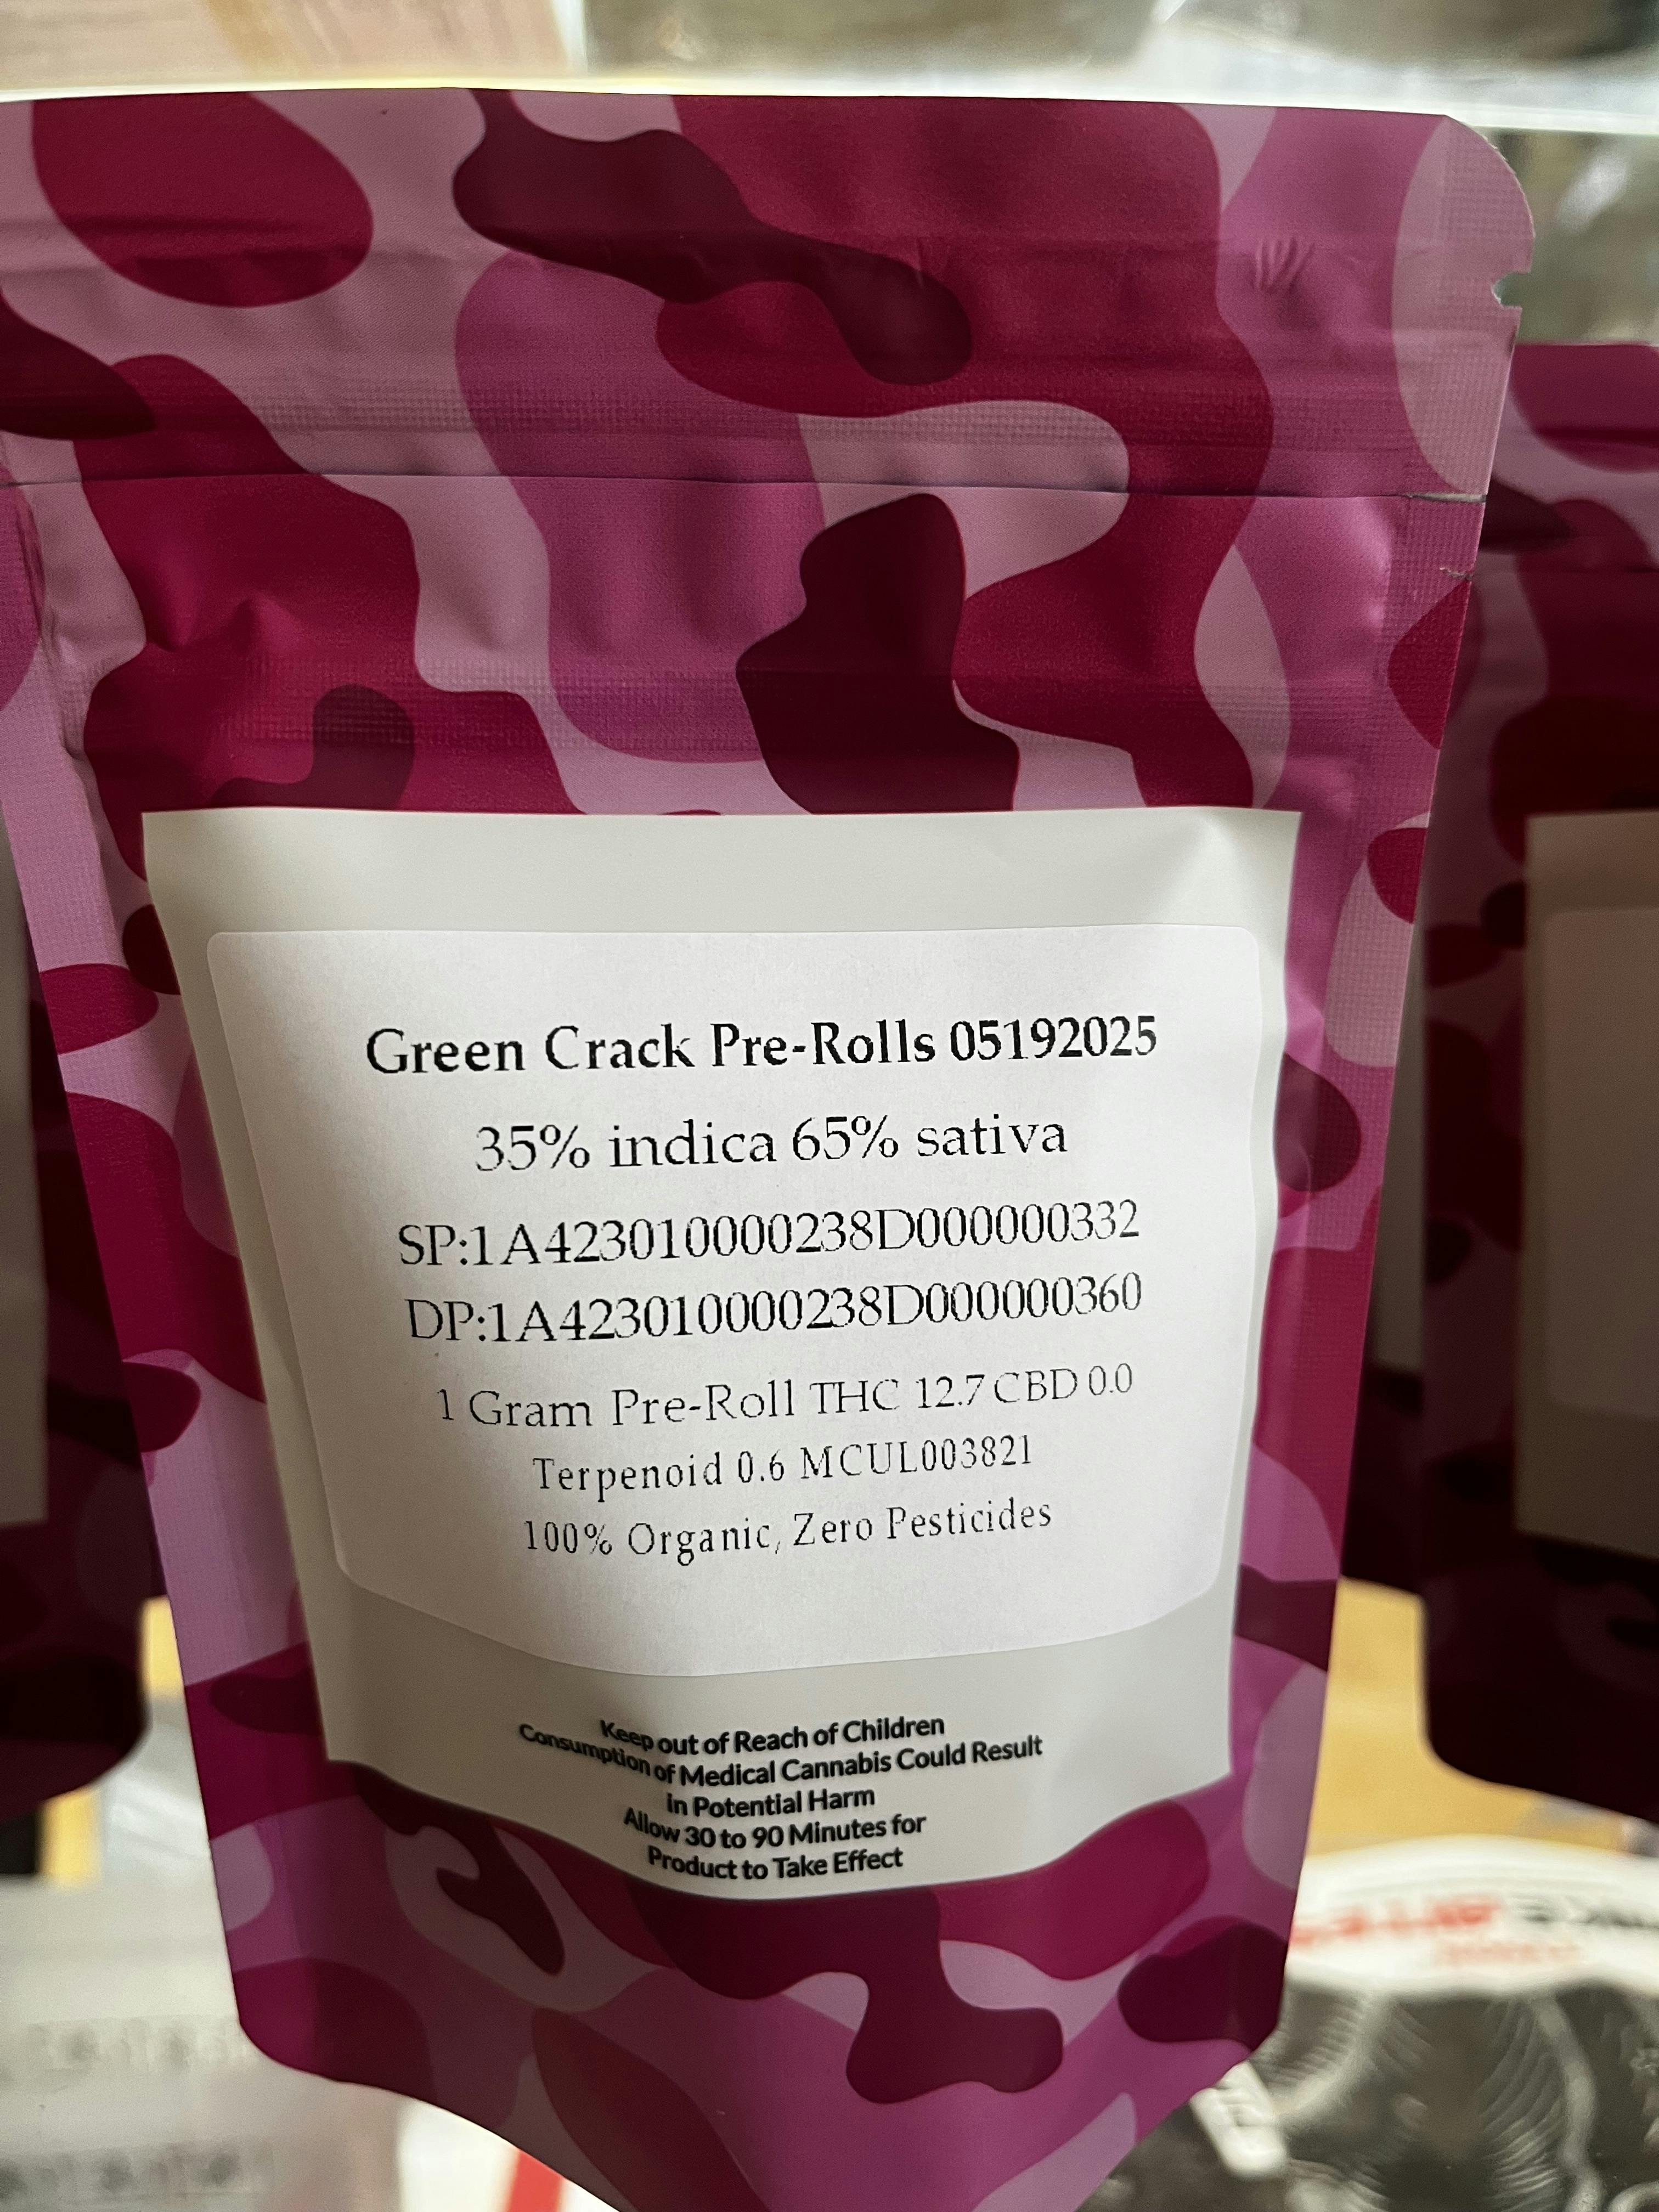 Green Crack Pre-Rolls 05192025
35% indica 65% sativa
SP:1A423010000238D000000332
DP:1A423010000238D000000360
1 Gram Pre-Roll THC 12.7 CBD 0.0
Terpenoid 0.6 MCUL003821
100% Organic, Zero Pesticides
Keep out of Reach of Children
Consumption of Medical Cannabis Could Result
in Potential Harm
Allow 30 to 90 Minutes for
Product to Take Effect